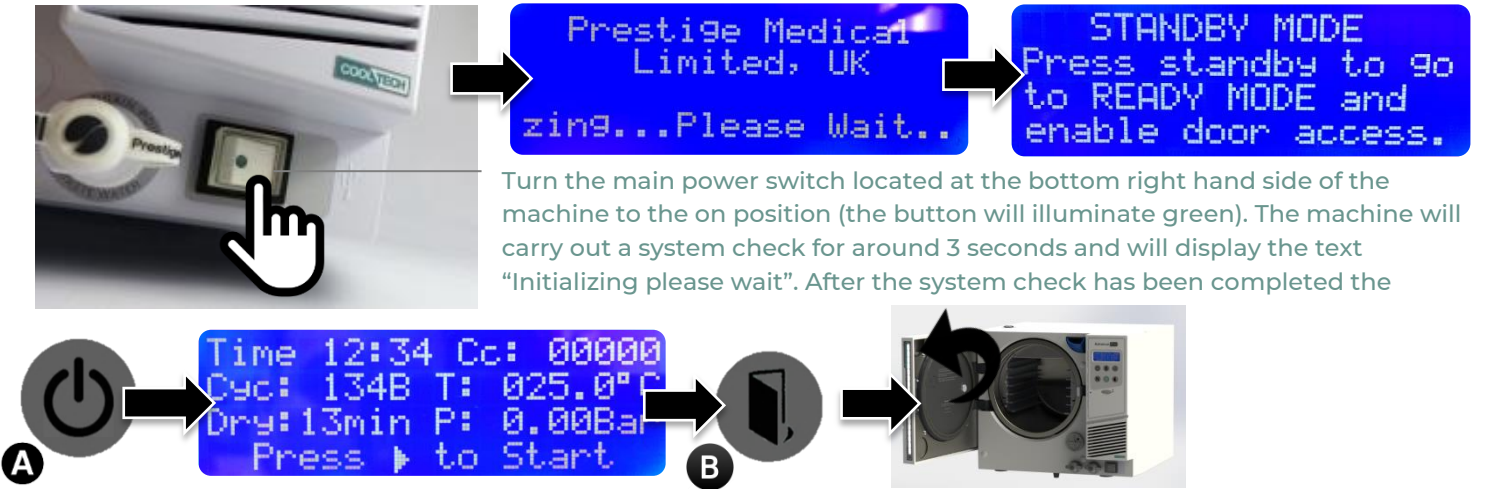 COOLTECH
Prestige
Prestige Medical
Limited, UK
zing...Please Wait..
STANDBY MODE
Press standby to go
to READY MODE and
enable door access.
Turn the main power switch located at the bottom right hand side of the
machine to the on position (the button will illuminate green). The machine will
carry out a system check for around 3 seconds and will display the text
“Initializing please wait”. After the system check has been completed the
A
Time 12:34 Cc: 00000
Cyc: 134B T: 025.0°C
Dry:13min P: 0.00Bar
Press to Start
B